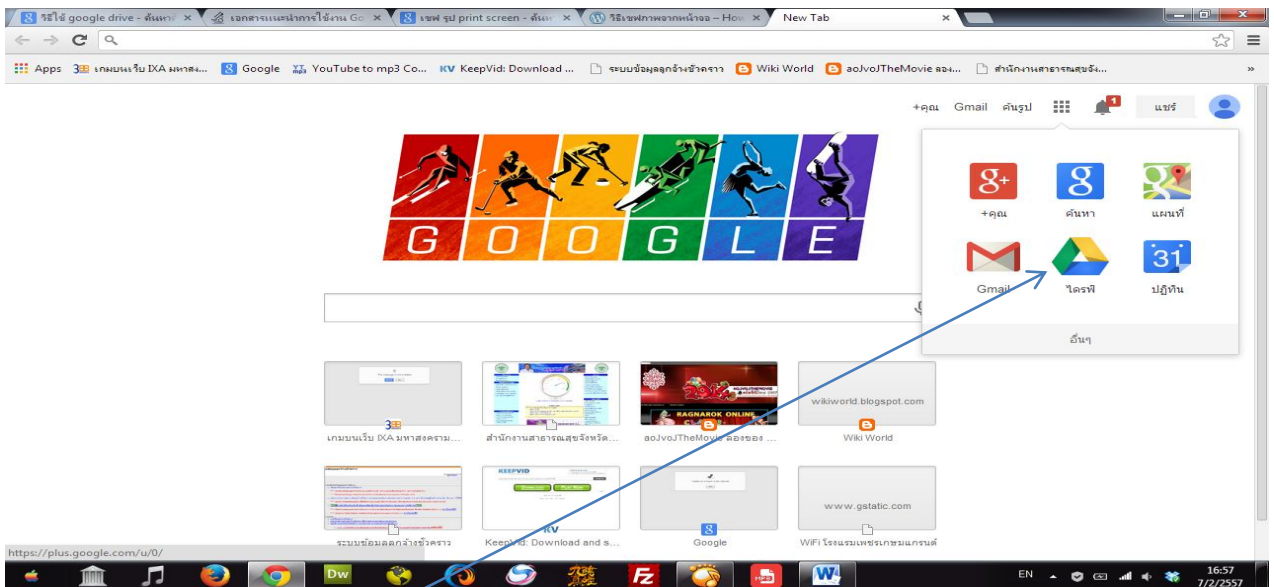 วิธีใช้ google drive - ค้นหา
เอกสารแนะนำการใช้งาน Go
เซฟ รูป print screen - ค้นห
วิธีเซฟภาพจากหน้าจอ – How
New Tab
Apps
เกมบนเว็บ IXA มหาสง...
Google
YouTube to mp3 Co...
KeepVid: Download ...
ระบบข้อมูลลูกจ้างชั่วคราว
Wiki World
aoJvoJTheMovie ลอง...
สำนักงานสาธารณสุขจัง...
»
+คุณ Gmail ค้นรูป
1
แชร์
GOOGLE
+คุณ
ค้นหา
แผนที่
31
Gmail
ไดรฟ์
ปฏิทิน
อื่นๆ
RAGNAROK ONLINE
wikiworld.blogspot.com
เกมบนเว็บ IXA มหาสงคราม...
สำนักงานสาธารณสุขจังหวัด...
aoJvoJTheMovie ลองของ ...
Wiki World
KEEPVID
www.gstatic.com
ระบบข้อมูลลูกจ้างชั่วคราว
KeepVid: Download and s...
Google
WiFi โรงแรมเพชรเกษมแกรนด์
https://plus.google.com/u/0/
Dw
EN
16:57
7/2/2557